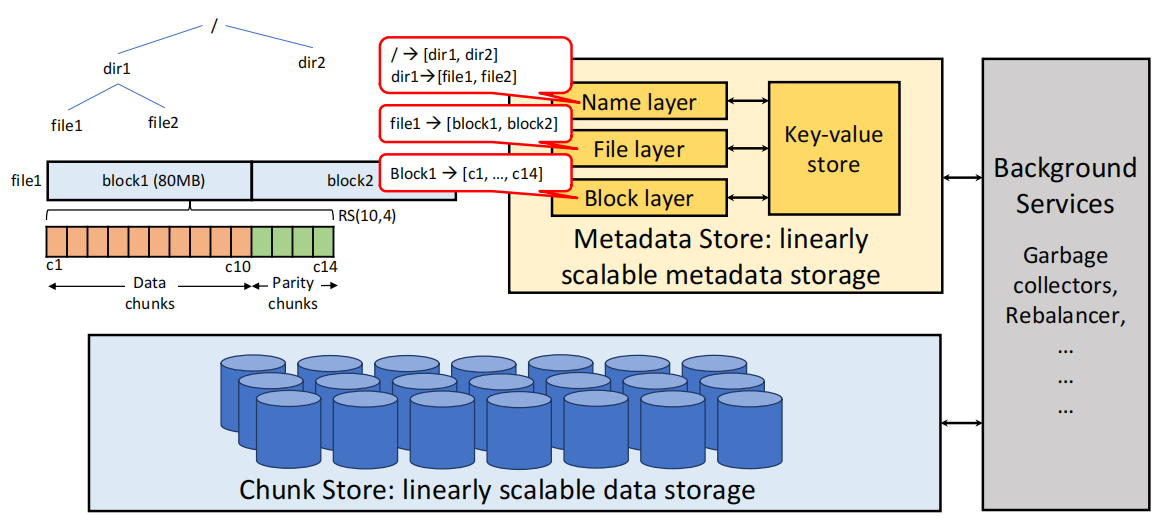 /
dir1
dir2
file1
file2
file1
block1 (80MB)
block2
RS(10,4)
c1
c10
c14
Data
chunks
Parity
chunks
/ → [dir1, dir2]
dir1→[file1, file2]
file1 → [block1, block2]
Block1 → [c1, …, c14]
Name layer
File layer
Block layer
Key-value
store
Metadata Store: linearly
scalable metadata storage
Background
Services
Garbage
collectors,
Rebalancer,
…
…
…
Chunk Store: linearly scalable data storage